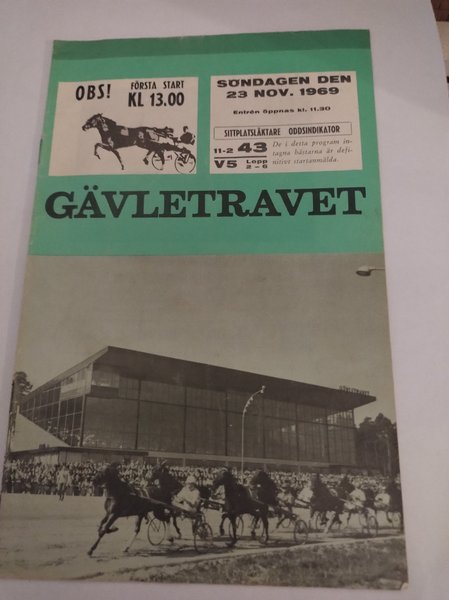 OBS!
FÖRSTA START
KL 13.00
SÖNDAGEN DEN
23 NOV. 1969
Entrén öppnas kl. 11.30
SITTPLATSLÄKTARE ODDSINDIKATOR
11-2 43
V5 Lopp 2-6
De i detta program in-
tagna hästarna är defi-
nitivt startanmälda.
GÄVLETRAVET
GÄVLETRAVET